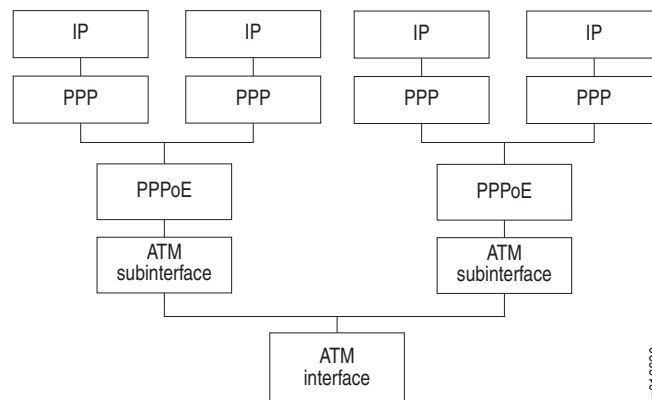 IP IP IP IP
PPP PPP PPP PPP
PPPoE PPPoE
ATM ATM
subinterface subinterface
ATM
interface